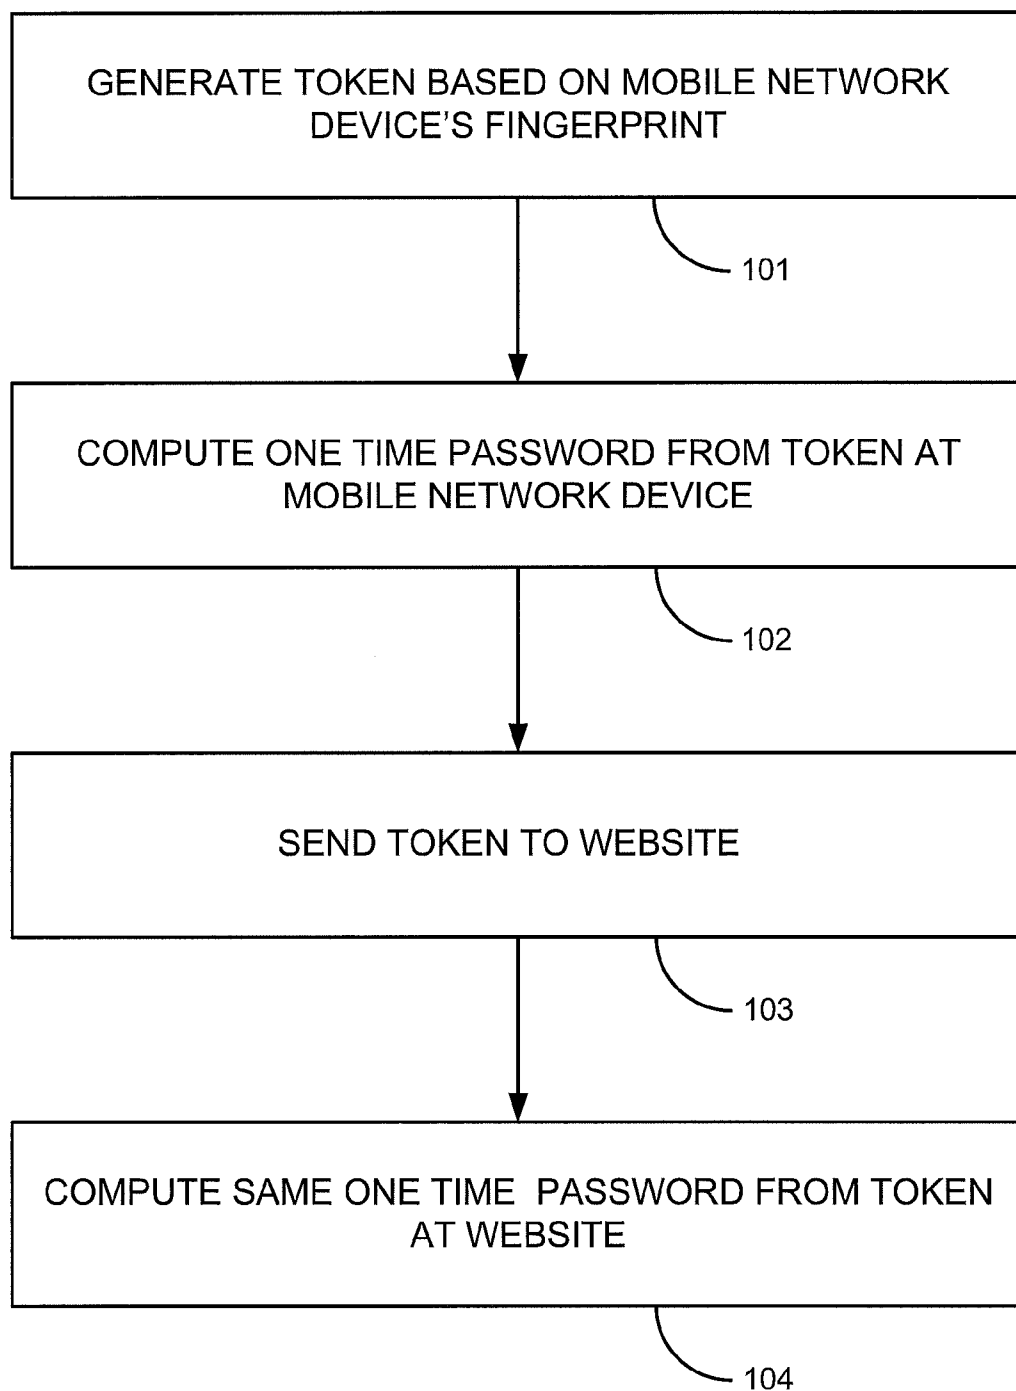 GENERATE TOKEN BASED ON MOBILE NETWORK
DEVICE'S FINGERPRINT
101
COMPUTE ONE TIME PASSWORD FROM TOKEN AT
MOBILE NETWORK DEVICE
102
SEND TOKEN TO WEBSITE
103
COMPUTE SAME ONE TIME PASSWORD FROM TOKEN
AT WEBSITE
104